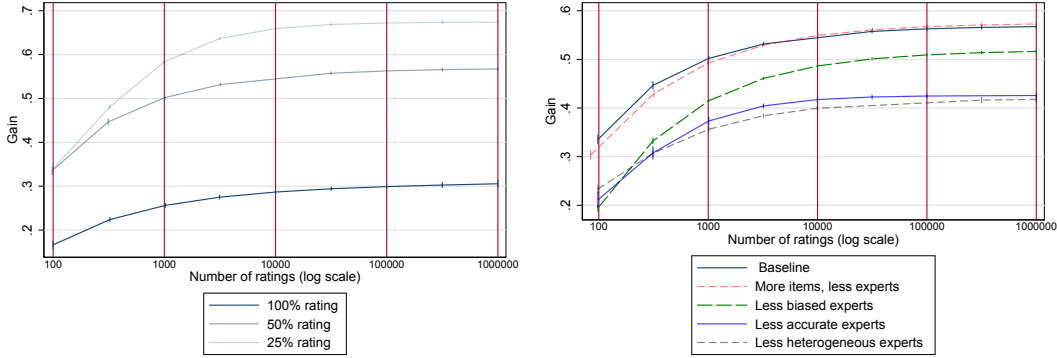 .7
.6
.5
.4
.3
.2
Gain
100 1000 10000 100000 1000000
Number of ratings (log scale)
100% rating
50% rating
25% rating
.6
.5
.4
.3
.2
Gain
100 1000 10000 100000 1000000
Number of ratings (log scale)
Baseline
More items, less experts
Less biased experts
Less accurate experts
Less heterogeneous experts